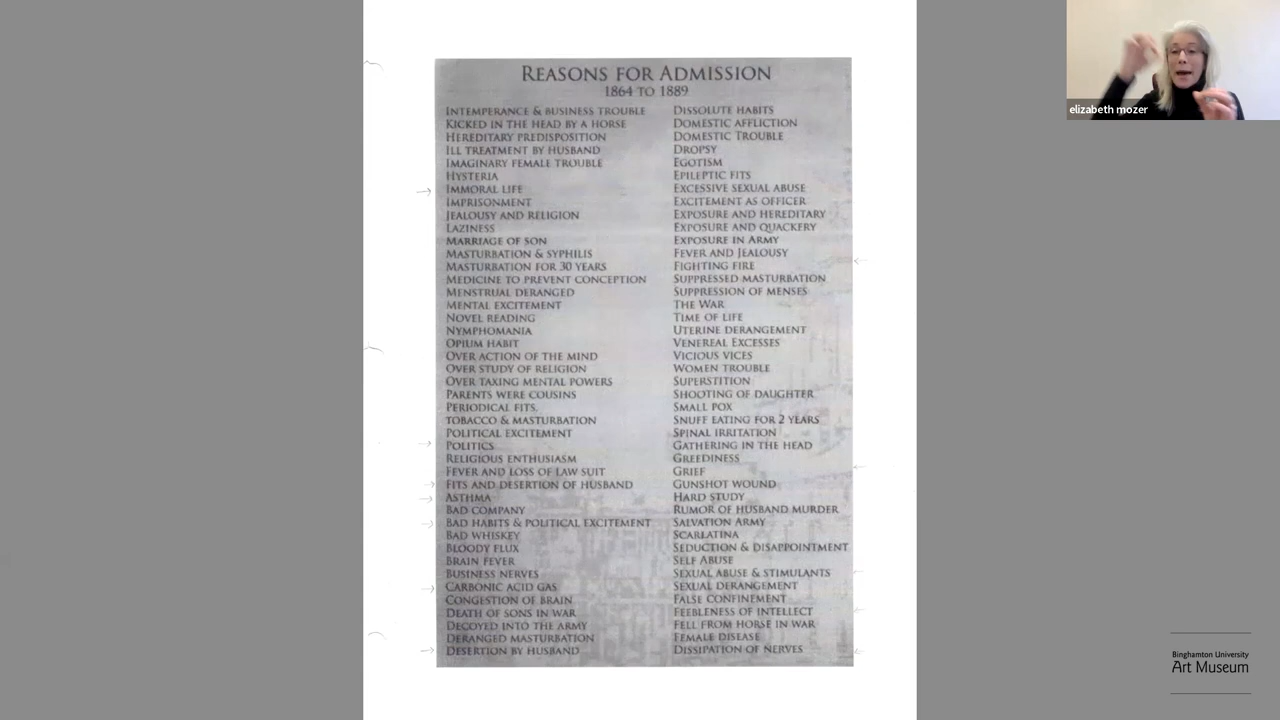 REASONS FOR ADMISSION
1864 TO 1889
INTEMPERANCE & BUSINESS TROUBLE
KICKED IN THE HEAD BY A HORSE
HEREDITARY PREDISPOSITION
ILL TREATMENT BY HUSBAND
IMAGINARY FEMALE TROUBLE
HYSTERIA
IMMORAL LIFE
IMPRISONMENT
JEALOUSY AND RELIGION
LAZINESS
MARRIAGE OF SON
MASTURBATION & SYPHILIS
MASTURBATION FOR 30 YEARS
MEDICINE TO PREVENT CONCEPTION
MENSTRUAL DERANGED
MENTAL EXCITEMENT
NOVEL READING
NYMPHOMANIA
OPIUM HABIT
OVER ACTION OF THE MIND
OVER STUDY OF RELIGION
OVER TAXING MENTAL POWERS
PARENTS WERE COUSINS
PERIODICAL FITS.
TOBACCO & MASTURBATION
POLITICAL EXCITEMENT
POLITICS
RELIGIOUS ENTHUSIASM
FEVER AND LOSS OF LAW SUIT
FITS AND DESERTION OF HUSBAND
ASTHMA
BAD COMPANY
BAD HABITS & POLITICAL EXCITEMENT
BAD WHISKEY
BLOODY FLUX
BRAIN FEVER
BUSINESS NERVES
CARBONIC ACID GAS
CONGESTION OF BRAIN
DEATH OF SONS IN WAR
DECOYED INTO THE ARMY
DERANGED MASTURBATION
DESERTION BY HUSBAND
DISSOLUTE HABITS
DOMESTIC AFFLICTION
DOMESTIC TROUBLE
DROPSY
EGOTISM
EPILEPTIC FITS
EXCESSIVE SEXUAL ABUSE
EXCITEMENT AS OFFICER
EXPOSURE AND HEREDITARY
EXPOSURE AND QUACKERY
EXPOSURE IN ARMY
FEVER AND JEALOUSY
FIGHTING FIRE
SUPPRESSED MASTURBATION
SUPPRESSION OF MENSES
THE WAR
TIME OF LIFE
UTERINE DERANGEMENT
VENEREAL EXCESSES
VICIOUS VICES
WOMEN TROUBLE
SUPERSTITION
SHOOTING OF DAUGHTER
SMALL POX
SNUFF EATING FOR 2 YEARS
SPINAL IRRITATION
GATHERING IN THE HEAD
GREEDINESS
GRIEF
GUNSHOT WOUND
HARD STUDY
RUMOR OF HUSBAND MURDER
SALVATION ARMY
SCARLATINA
SEDUCTION & DISAPPOINTMENT
SELF ABUSE
SEXUAL ABUSE & STIMULANTS
SEXUAL DERANGEMENT
FALSE CONFINEMENT
FEEBLENESS OF INTELLECT
FELL FROM HORSE IN WAR
FEMALE DISEASE
DISSIPATION OF NERVES
elizabeth mozer
Binghamton University
Art Museum